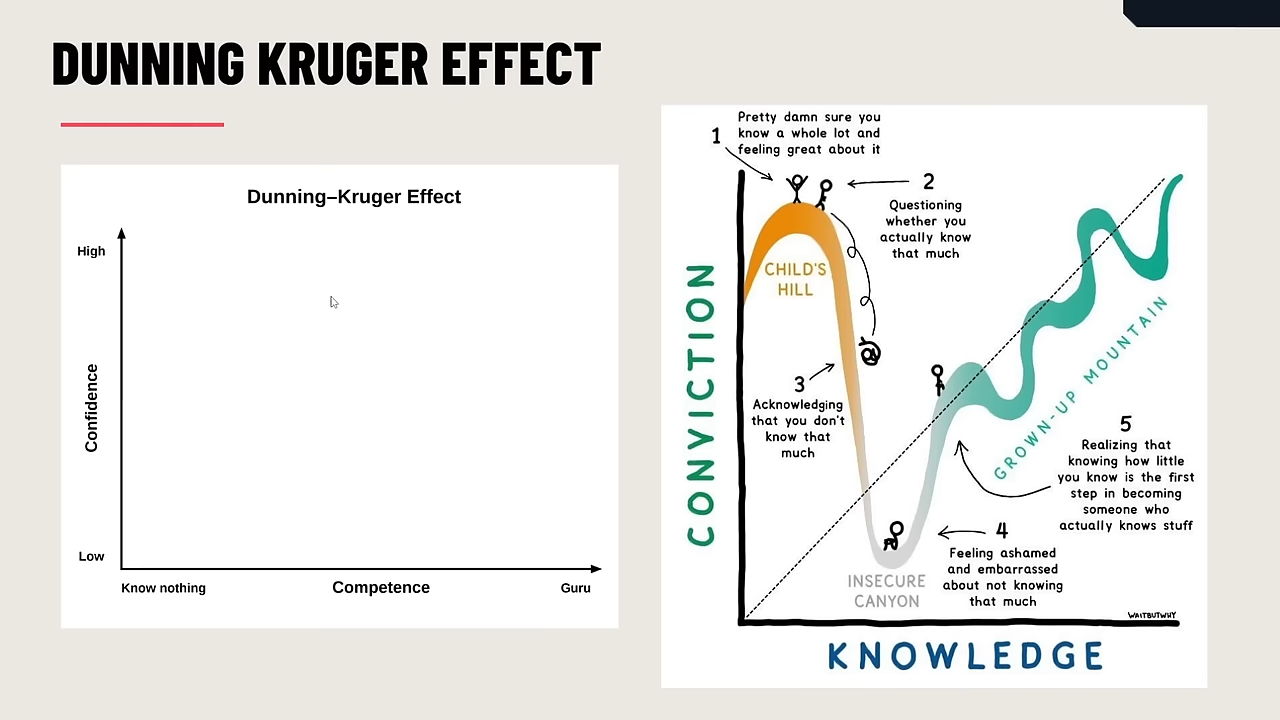 DUNNING KRUGER EFFECT
Dunning–Kruger Effect
High
Confidence
Low
Know nothing
Competence
Guru
1
Pretty damn sure you
know a whole lot and
feeling great about it
2
Questioning
whether you
actually know
that much
CHILD'S
HILL
3
Acknowledging
that you don't
know that
much
CONVICTION
GROWN-UP MOUNTAIN
5
Realizing that
knowing how little
you know is the first
step in becoming
someone who
actually knows stuff
4
Feeling ashamed
and embarrassed
about not knowing
that much
INSECURE
CANYON
WAITBUTWHY
KNOWLEDGE